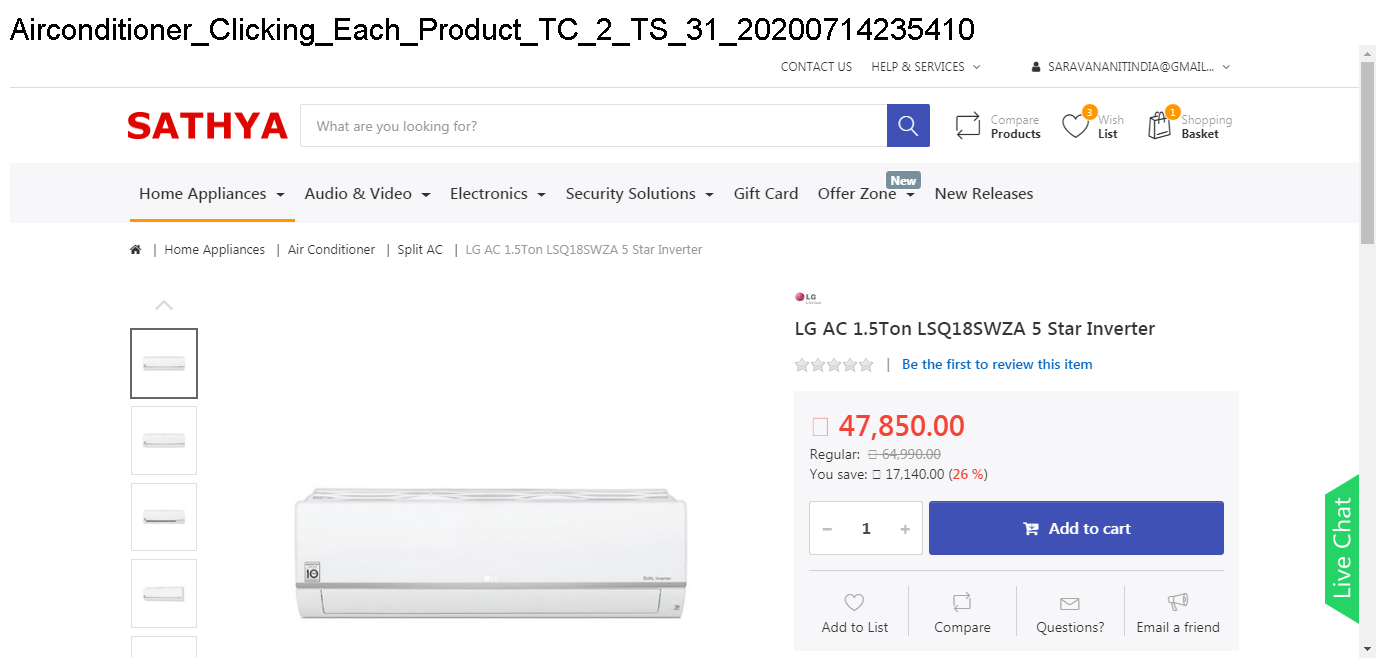 Airconditioner_Clicking_Each_Product_TC_2_TS_31_20200714235410
CONTACT US HELP & SERVICES SARAVANANITINDIA@GMAIL...
SATHYA
What are you looking for?
Compare Products
3 Wish List
1 Shopping Basket
Home Appliances Audio & Video Electronics Security Solutions Gift Card Offer Zone New New Releases
| Home Appliances | Air Conditioner | Split AC | LG AC 1.5Ton LSQ18SWZA 5 Star Inverter
LG
LG AC 1.5Ton LSQ18SWZA 5 Star Inverter
| Be the first to review this item
47,850.00
Regular: 64,990.00
You save: 17,140.00 (26 %)
- 1 + Add to cart
Add to List Compare Questions? Email a friend
Live Chat
10
LG
DUAL Inverter